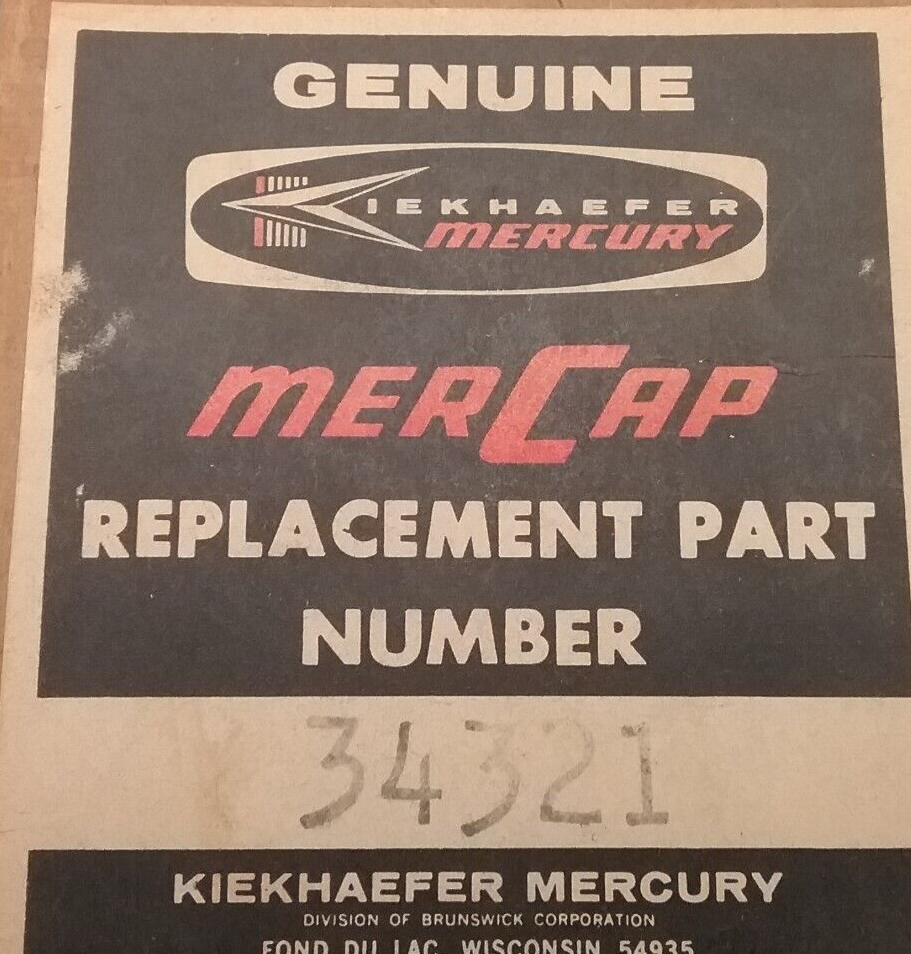 GENUINE
KIEKHAEFER
MERCURY
MERCAP
REPLACEMENT PART
NUMBER
34321
KIEKHAEFER MERCURY
DIVISION OF BRUNSWICK CORPORATION
FOND DU LAC, WISCONSIN 54935